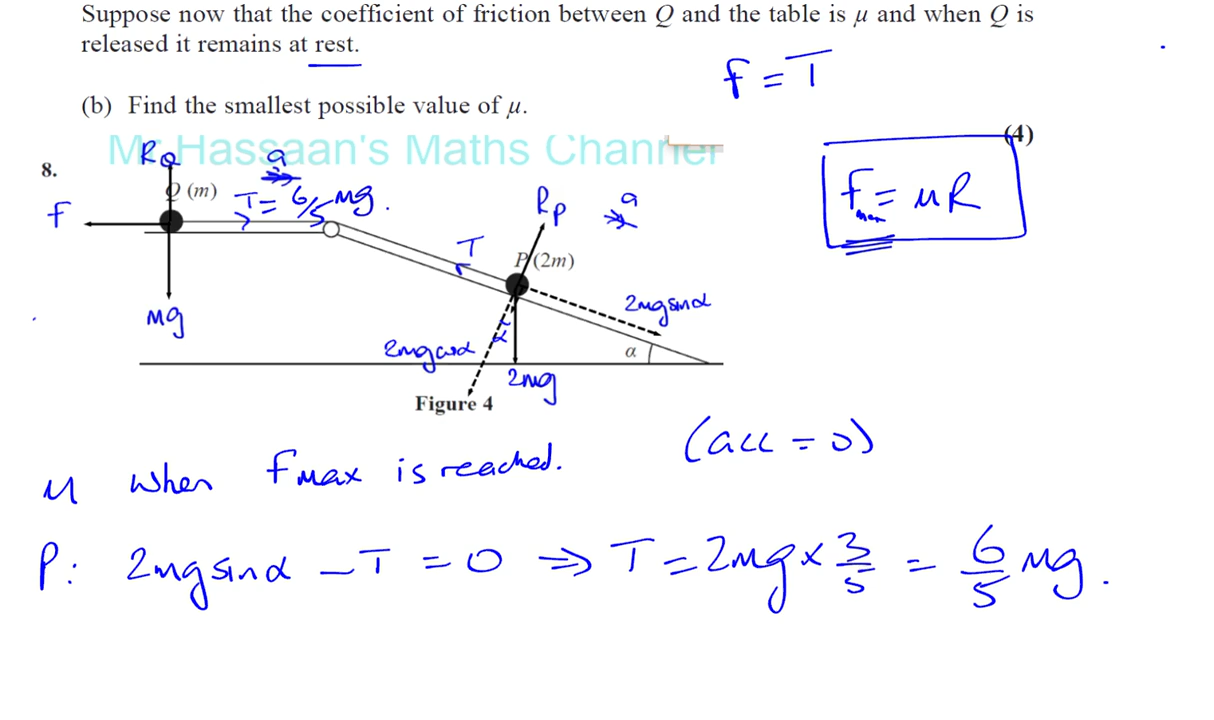 Suppose now that the coefficient of friction between Q and the table is μ and when Q is
released it remains at rest.
f = T
(b) Find the smallest possible value of μ.
(4)
Mr Hassaan's Maths Channel
8.
RQ
a
Q (m)
T = 6/5 mg.
f
RP
a
fmax = μR
T
P (2m)
mg
2mg sin α
2mg cos α
α
α
2mg
Figure 4
(acc = 0)
μ when fmax is reached.
P: 2mg sin α - T = 0 ⇒ T = 2mg × 3/5 = 6/5 mg.